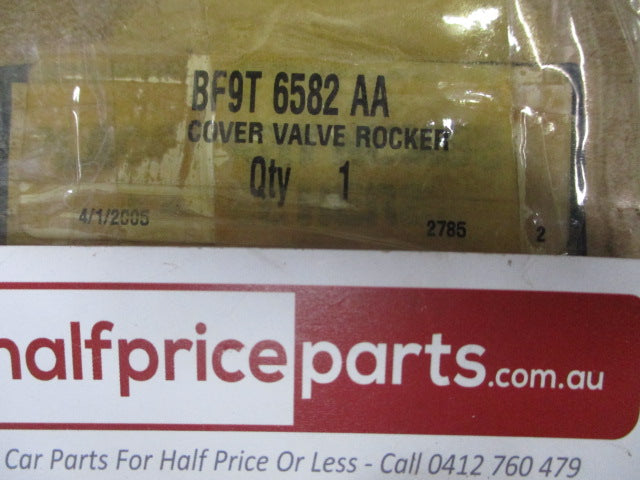 BF9T 6582 AA
COVER VALVE ROCKER
Qty 1
4/1/2005 2785 2
halfpriceparts.com.au
Car Parts For Half Price Or Less - Call 0412 760 479